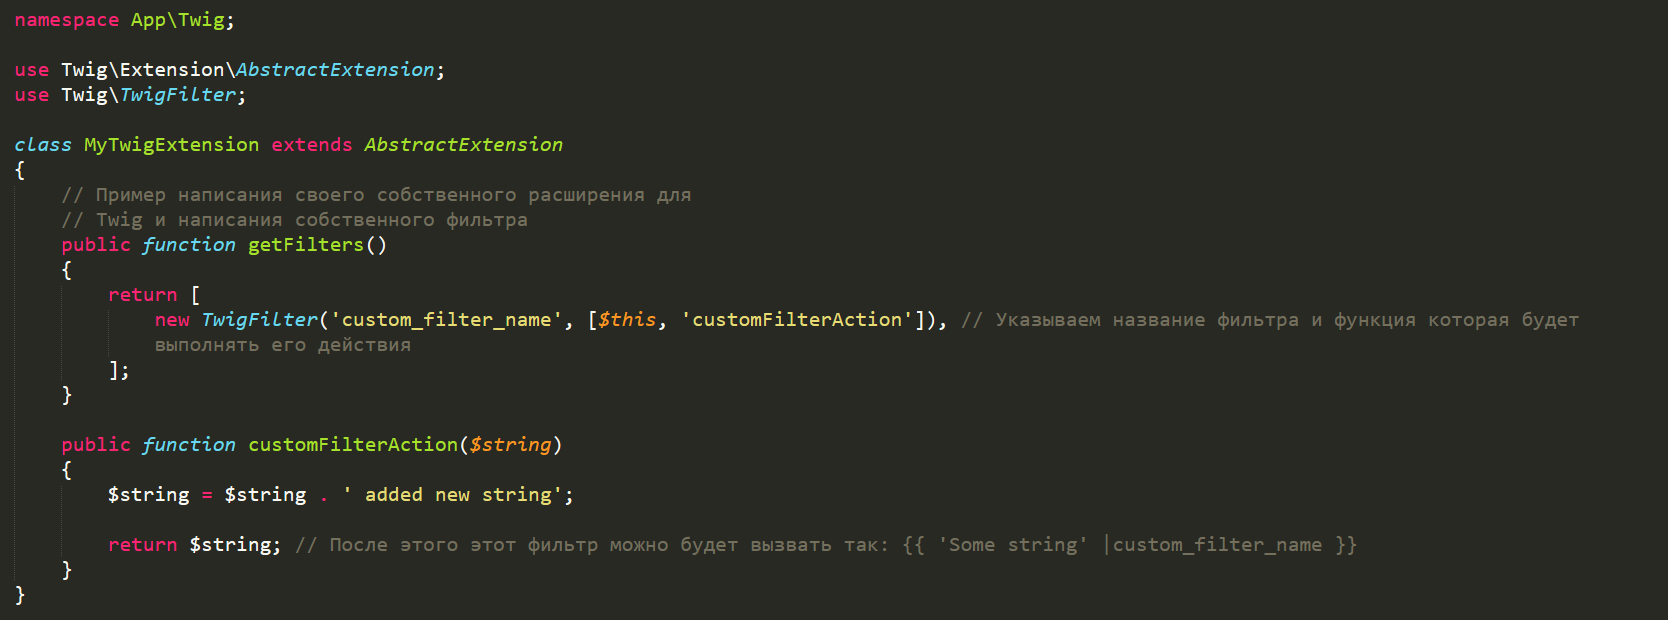 namespace App\Twig;
use Twig\Extension\AbstractExtension;
use Twig\TwigFilter;
class MyTwigExtension extends AbstractExtension
{
// Пример написания своего собственного расширения для
// Twig и написания собственного фильтра
public function getFilters()
{
return [
new TwigFilter('custom_filter_name', [$this, 'customFilterAction']), // Указываем название фильтра и функция которая будет
выполнять его действия
];
}
public function customFilterAction($string)
{
$string = $string . ' added new string';
return $string; // После этого этот фильтр можно будет вызвать так: {{ 'Some string' |custom_filter_name }}
}
}